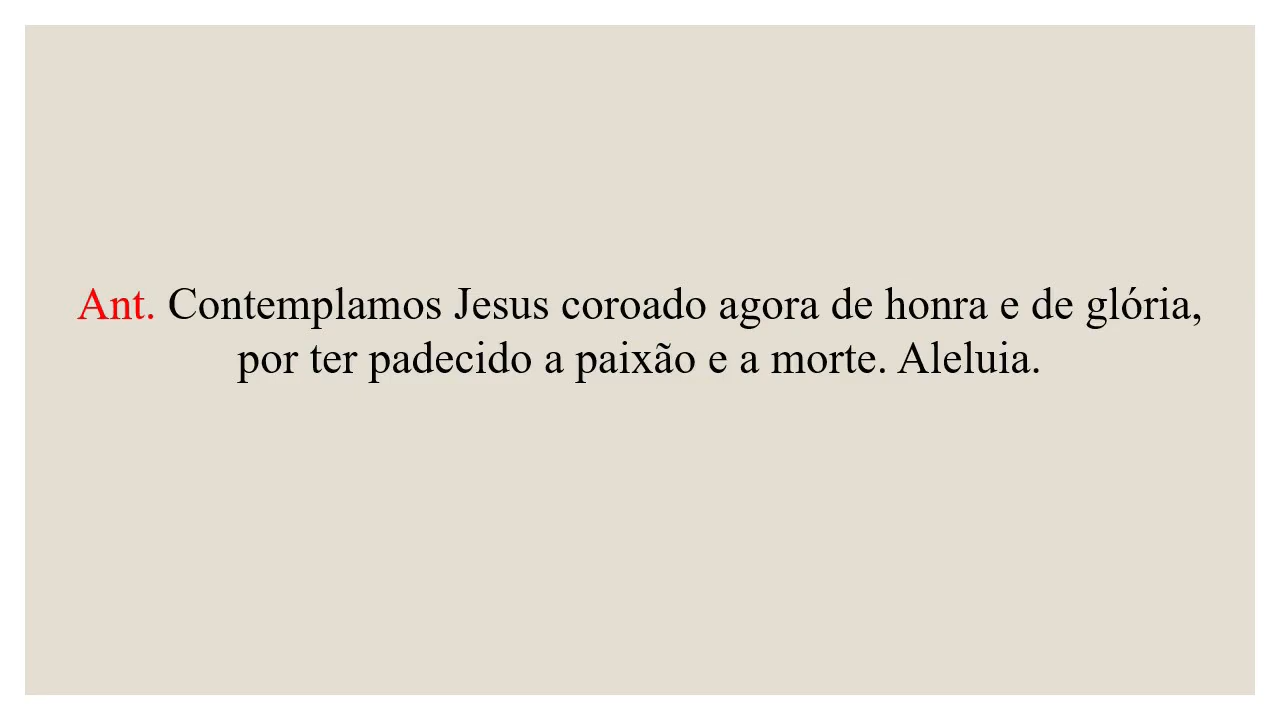 Ant. Contemplamos Jesus coroado agora de honra e de glória,
por ter padecido a paixão e a morte. Aleluia.